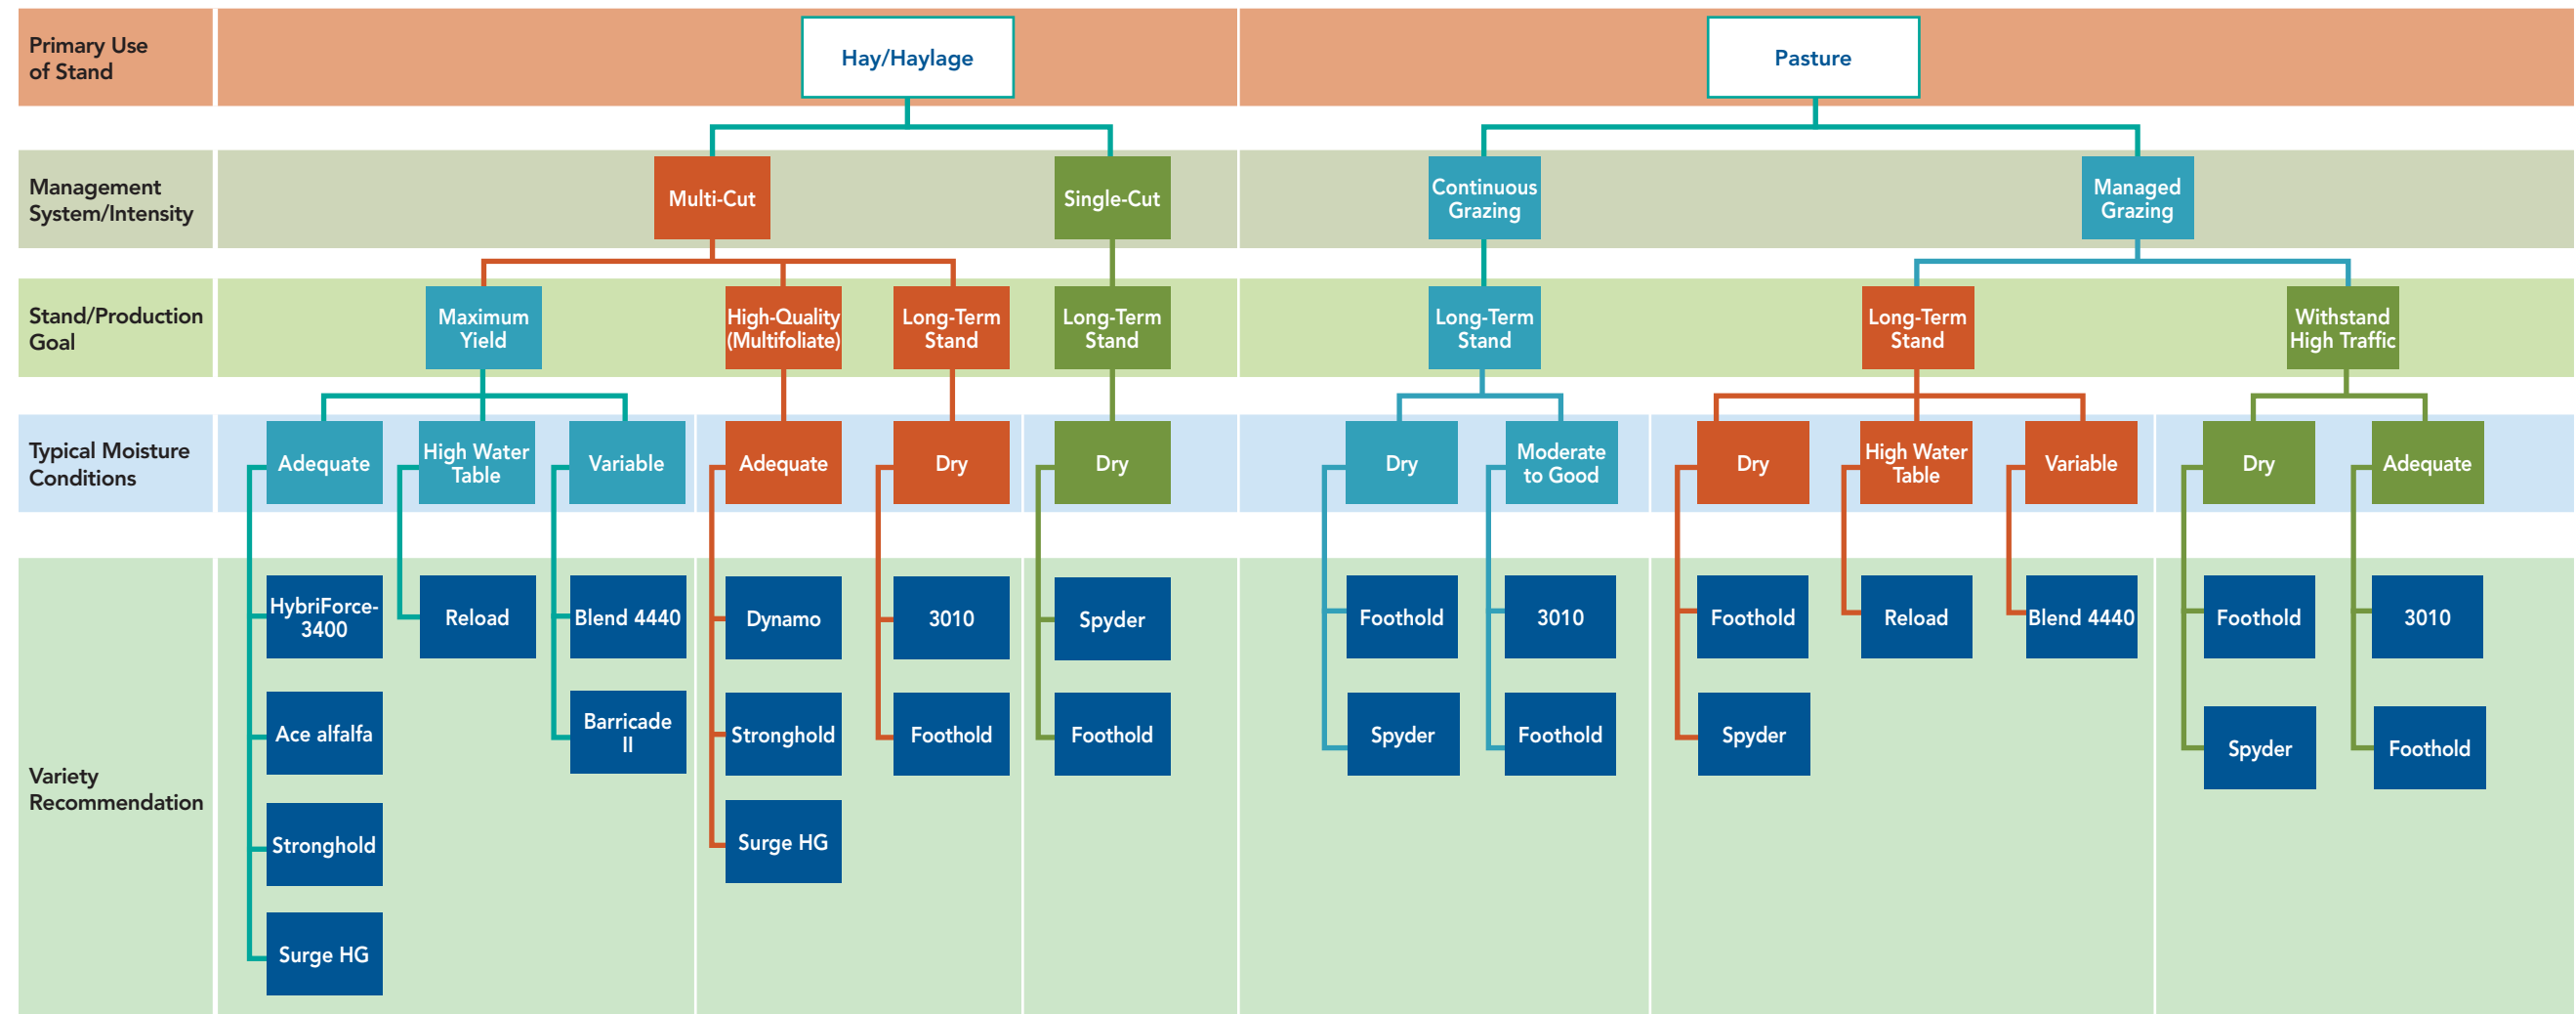 Primary Use
of Stand
Hay/Haylage
Pasture
Management
System/Intensity
Multi-Cut
Single-Cut
Continuous
Grazing
Managed
Grazing
Stand/Production
Goal
Maximum
Yield
High-Quality
(Multifoliate)
Long-Term
Stand
Long-Term
Stand
Long-Term
Stand
Long-Term
Stand
Withstand
High Traffic
Typical Moisture
Conditions
Adequate
High Water
Table
Variable
Adequate
Dry
Dry
Dry
Moderate
to Good
Dry
High Water
Table
Variable
Dry
Adequate
Variety
Recommendation
HybriForce-
3400
Reload
Blend 4440
Dynamo
3010
Spyder
Foothold
3010
Foothold
Reload
Blend 4440
Foothold
3010
Ace alfalfa
Barricade
II
Stronghold
Foothold
Foothold
Spyder
Foothold
Spyder
Spyder
Foothold
Stronghold
Surge HG
Surge HG